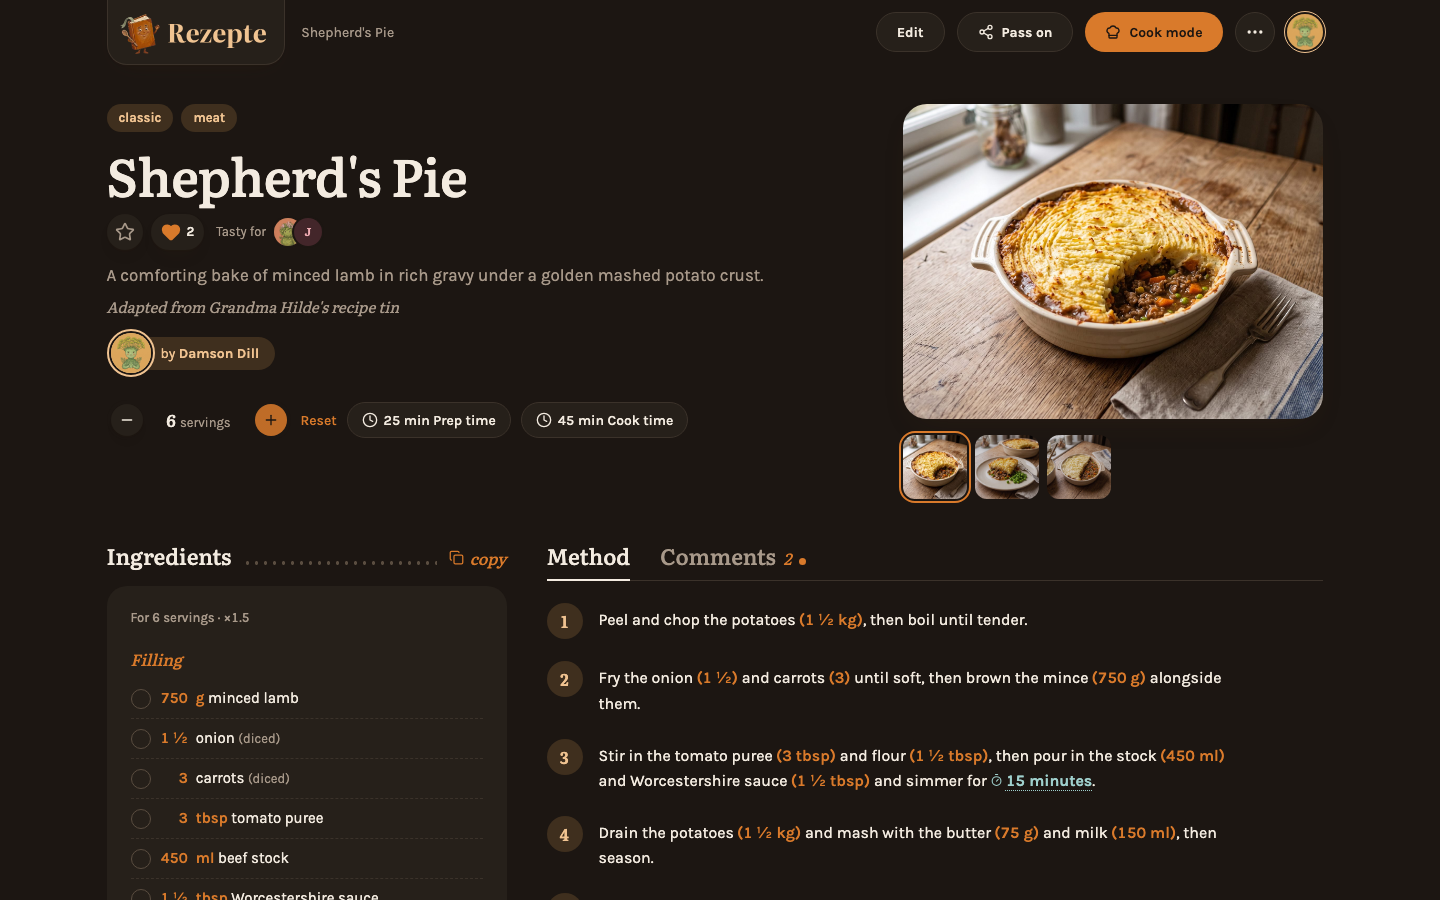 Rezepte
Shepherd's Pie
Edit
Pass on
Cook mode
classic
meat
Shepherd's Pie
2
Tasty for
J
A comforting bake of minced lamb in rich gravy under a golden mashed potato crust.
Adapted from Grandma Hilde's recipe tin
by Damson Dill
6 servings
Reset
25 min Prep time
45 min Cook time
Ingredients
copy
For 6 servings · ×1.5
Filling
750 g minced lamb
1 ½ onion (diced)
3 carrots (diced)
3 tbsp tomato puree
450 ml beef stock
1 ½ tbsp Worcestershire sauce
Method
Comments 2
1
Peel and chop the potatoes (1 ½ kg), then boil until tender.
2
Fry the onion (1 ½) and carrots (3) until soft, then brown the mince (750 g) alongside
them.
3
Stir in the tomato puree (3 tbsp) and flour (1 ½ tbsp), then pour in the stock (450 ml)
and Worcestershire sauce (1 ½ tbsp) and simmer for 15 minutes.
4
Drain the potatoes (1 ½ kg) and mash with the butter (75 g) and milk (150 ml), then
season.